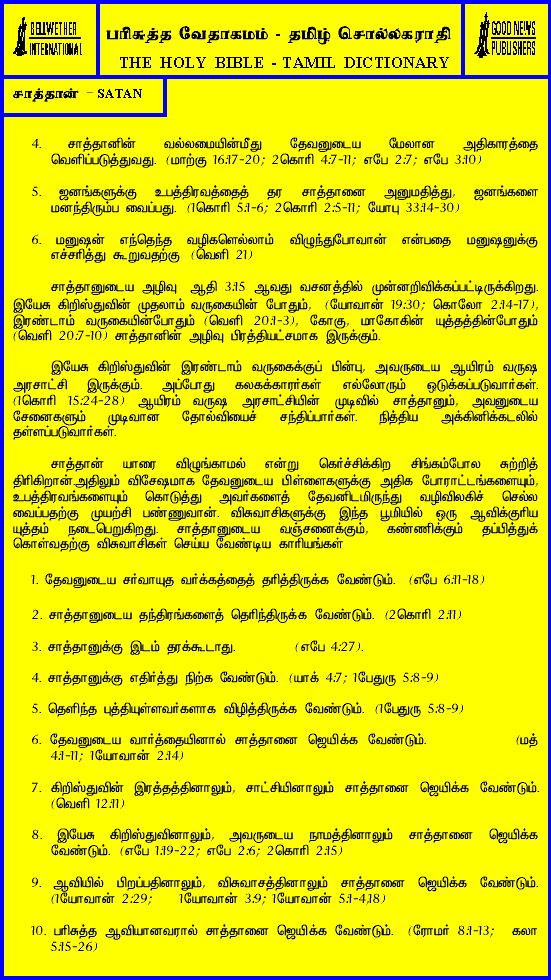 BELLWETHER
INTERNATIONAL
பரிசுத்த வேதாகமம் - தமிழ் சொல்லகராதி
THE HOLY BIBLE - TAMIL DICTIONARY
GOOD NEWS
PUBLISHERS
சாத்தான் – SATAN
4. சாத்தானின் வல்லமையின்மீது தேவனுடைய மேலான அதிகாரத்தை
வெளிப்படுத்துவது. (மாற்கு 16:17-20; 2கொரி 4:7-11; எபே 2:7; எபே 3:10)
5. ஜனங்களுக்கு உபத்திரவத்தைத் தர சாத்தானை அனுமதித்து, ஜனங்களை
மனந்திரும்ப வைப்பது. (1கொரி 5:1-6; 2கொரி 2:5-11; யோபு 33:14-30)
6. மனுஷன் எந்தெந்த வழிகளெல்லாம் விழுந்துபோவான் என்பதை மனுஷனுக்கு
எச்சரித்து கூறுவதற்கு (வெளி 21)
சாத்தானுடைய அழிவு ஆதி 3:15 ஆவது வசனத்தில் முன்னறிவிக்கப்பட்டிருக்கிறது.
இயேசு கிறிஸ்துவின் முதலாம் வருகையின் போதும், (யோவான் 19:30; கொலோ 2:14-17),
இரண்டாம் வருகையின்போதும் (வெளி 20:1-3), கோகு, மாகோகின் யுத்தத்தின்போதும்
(வெளி 20:7-10) சாத்தானின் அழிவு பிரத்தியட்சமாக இருக்கும்.
இயேசு கிறிஸ்துவின் இரண்டாம் வருகைக்குப் பின்பு, அவருடைய ஆயிரம் வருஷ
அரசாட்சி இருக்கும். அப்போது கலகக்காரர்கள் எல்லோரும் ஒடுக்கப்படுவார்கள்.
(1கொரி 15:24-28) ஆயிரம் வருஷ அரசாட்சியின் முடிவில் சாத்தானும், அவனுடைய
சேனைகளும் முடிவான தோல்வியைச் சந்திப்பார்கள். நித்திய அக்கினிக்கடலில்
தள்ளப்படுவார்கள்.
சாத்தான் யாரை விழுங்காமல் என்று கெர்ச்சிக்கிற சிங்கம்போல சுற்றித்
திரிகிறான்.அதிலும் விசேஷமாக தேவனுடைய பிள்ளைகளுக்கு அதிக போராட்டங்களையும்,
உபத்திரவங்களையும் கொடுத்து அவர்களைத் தேவனிடமிருந்து வழிவிலகிச் செல்ல
வைப்பதற்கு முயற்சி பண்ணுவான். விசுவாசிகளுக்கு இந்த பூமியில் ஒரு ஆவிக்குரிய
யுத்தம் நடைபெறுகிறது. சாத்தானுடைய வஞ்சனைக்கும், கண்ணிக்கும் தப்பித்துக்
கொள்வதற்கு விசுவாசிகள் செய்ய வேண்டிய காரியங்கள்
1. தேவனுடைய சர்வாயுத வர்க்கத்தைத் தரித்திருக்க வேண்டும். (எபே 6:11-18)
2. சாத்தானுடைய தந்திரங்களைத் தெரிந்திருக்க வேண்டும். (2கொரி 2:11)
3. சாத்தானுக்கு இடம் தரக்கூடாது. (எபே 4:27).
4. சாத்தானுக்கு எதிர்த்து நிற்க வேண்டும். (யாக் 4:7; 1பேதுரு 5:8-9)
5. தெளிந்த புத்தியுள்ளவர்களாக விழித்திருக்க வேண்டும். (1பேதுரு 5:8-9)
6. தேவனுடைய வார்த்தையினால் சாத்தானை ஜெயிக்க வேண்டும். (மத்
4:1-11; 1யோவான் 2:14)
7. கிறிஸ்துவின் இரத்தத்தினாலும், சாட்சியினாலும் சாத்தானை ஜெயிக்க வேண்டும்.
(வெளி 12:11)
8. இயேசு கிறிஸ்துவினாலும், அவருடைய நாமத்தினாலும் சாத்தானை ஜெயிக்க
வேண்டும். (எபே 1:19-22; எபே 2:6; 2கொரி 2:15)
9. ஆவியில் பிறப்பதினாலும், விசுவாசத்தினாலும் சாத்தானை ஜெயிக்க வேண்டும்.
(1யோவான் 2:29; 1யோவான் 3:9; 1யோவான் 5:1-4,18)
10. பரிசுத்த ஆவியானவரால் சாத்தானை ஜெயிக்க வேண்டும். (ரோமர் 8:1-13; கலா
5:15-26)